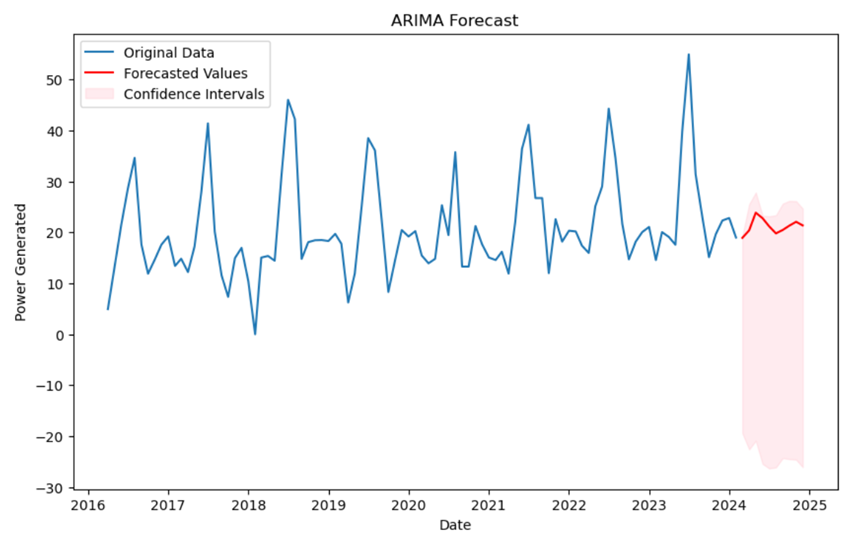 ARIMA Forecast
Original Data
Forecasted Values
Confidence Intervals
Power Generated
50
40
30
20
10
0
−10
−20
−30
2016 2017 2018 2019 2020 2021 2022 2023 2024 2025
Date